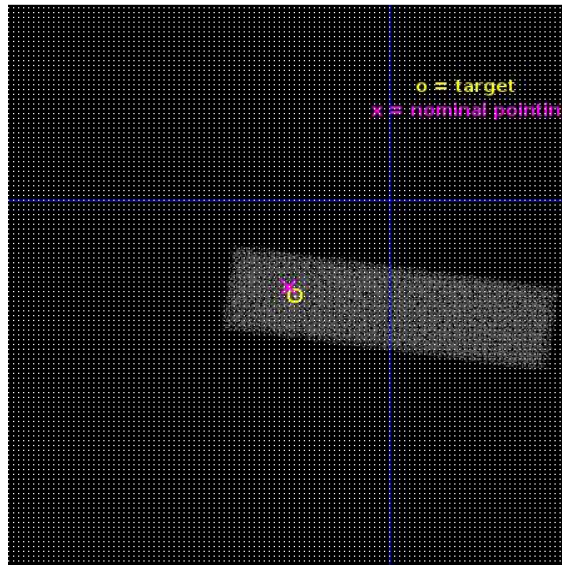 o = target
x = nominal pointin